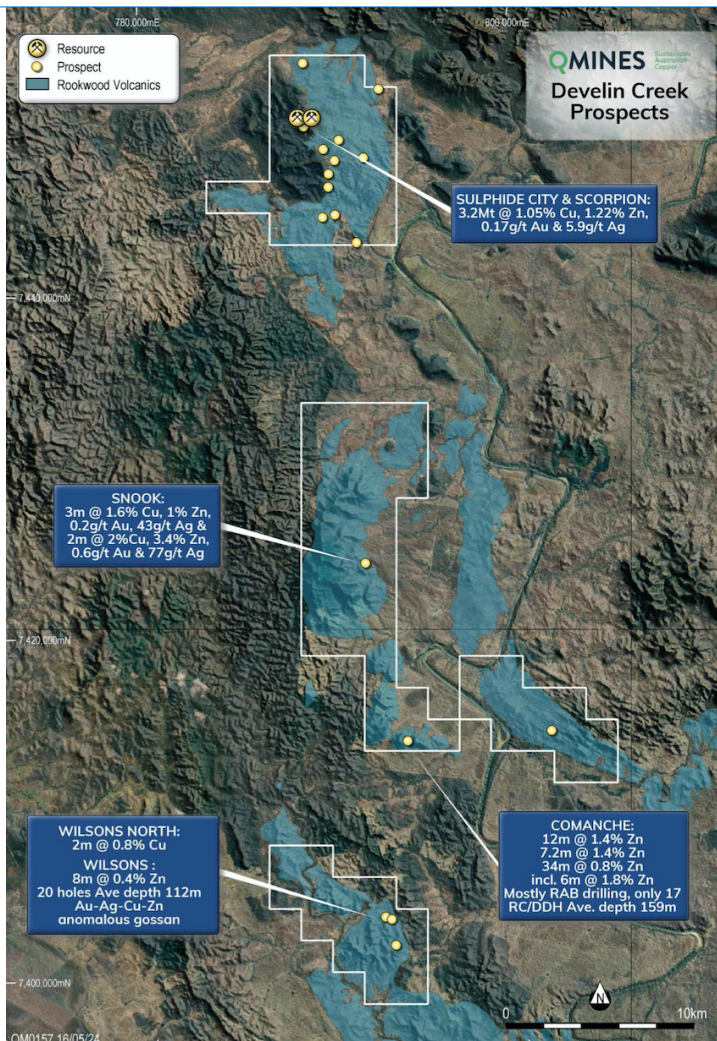 780,000mE
800,000mE
Resource
Prospect
Rookwood Volcanics
QMINES
Sustainable
Australian
Copper
Develin Creek
Prospects
SULPHIDE CITY & SCORPION:
3.2Mt @ 1.05% Cu, 1.22% Zn,
0.17g/t Au & 5.9g/t Ag
7,440,000mN
SNOOK:
3m @ 1.6% Cu, 1% Zn,
0.2g/t Au, 43g/t Ag &
2m @ 2%Cu, 3.4% Zn,
0.6g/t Au & 77g/t Ag
7,420,000mN
WILSONS NORTH:
2m @ 0.8% Cu
WILSONS :
8m @ 0.4% Zn
20 holes Ave depth 112m
Au-Ag-Cu-Zn
anomalous gossan
COMANCHE:
12m @ 1.4% Zn
7.2m @ 1.4% Zn
34m @ 0.8% Zn
incl. 6m @ 1.8% Zn
Mostly RAB drilling, only 17
RC/DDH Ave. depth 159m
7,400,000mN
N
0 10km
QM0157 16/05/24